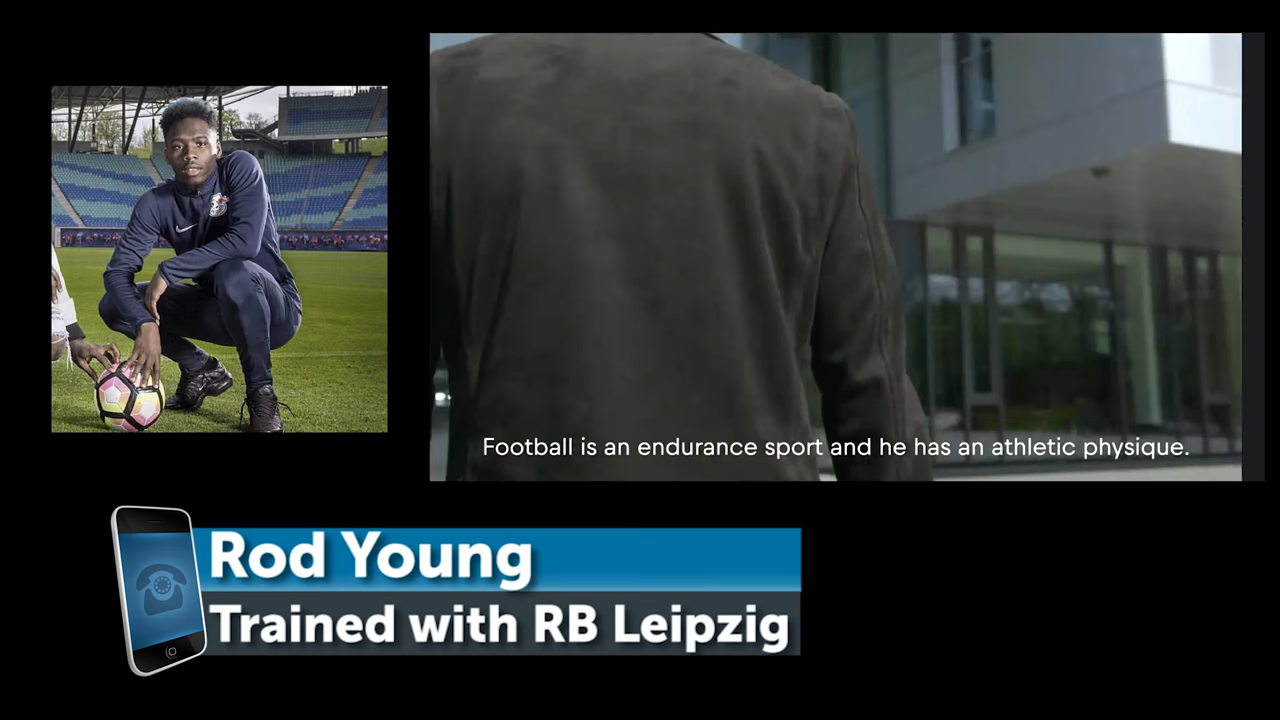 Football is an endurance sport and he has an athletic physique.
Rod Young
Trained with RB Leipzig